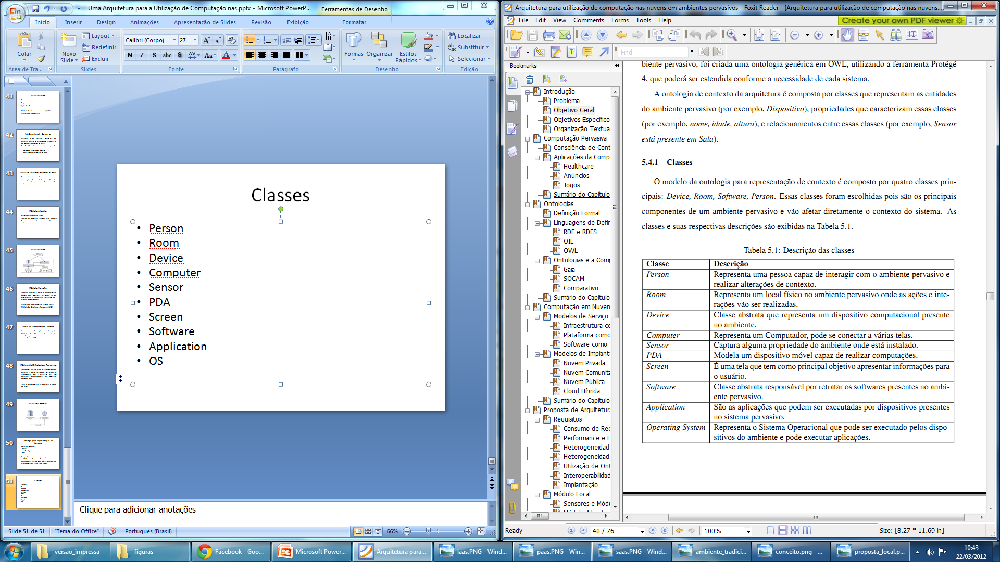 Uma Arquitetura para a Utilização de Computação nas.pptx - Microsoft PowerP...
Ferramentas de Desenho
Início Inserir Design Animações Apresentação de Slides Revisão Exibição Formatar
Colar
Novo Slide
Layout
Redefinir
Excluir
Calibri (Corpo) 27
N I S abc S AV Aa A
Formas Organizar Estilos Rápidos
Localizar
Substituir
Selecionar
Área de Tra... Slides Fonte Parágrafo Desenho Edição
41
Módulo Local
42
43
44
45
Módulo Local
46
47
48
49
50
51
Classes
Classes
• Person
• Room
• Device
• Computer
• Sensor
• PDA
• Screen
• Software
• Application
• OS
Clique para adicionar anotações
Slide 51 de 51 "Tema do Office" Português (Brasil) 66%
Arquitetura para utilização de computação nas nuvens em ambientes pervasivos - Foxit Reader - [Arquitetura para utilização de computação nas nuvens...
File Edit View Comments Forms Tools Help
Create your own PDF viewer
Find
Bookmarks
Introdução
Problema
Objetivo Geral
Objetivos Específico
Organização Textua
Computação Pervasiva
Consciência de Cont
Aplicações da Comp
Healthcare
Anúncios
Jogos
Sumário do Capítulo
Ontologias
Definição Formal
Linguagens de Defin
RDF e RDFS
OIL
OWL
Ontologias e a Comp
Gaia
SOCAM
Comparativo
Sumário do Capítulo
Computação em Nuvem
Modelos de Serviço
Infraestrutura co
Plataforma como
Software como S
Modelos de Implanta
Nuvem Privada
Nuvem Comunita
Nuvem Pública
Cloud Híbrida
Sumário do Capítulo
Proposta de Arquitetura
Requisitos
Consumo de Rec
Performance e E
Heterogeneidade
Heterogeneidade
Utilização de Ont
Interoperabilidad
Implantação
Módulo Local
Sensores e Módu
biente pervasivo, foi criada uma ontologia genérica em OWL, utilizando a ferramenta Protégé
4, que poderá ser estendida conforme a necessidade de cada sistema.
A ontologia de contexto da arquitetura é composta por classes que representam as entidades
do ambiente pervasivo (por exemplo, Dispositivo), propriedades que caracterizam essas classes
(por exemplo, nome, idade, altura), e relacionamentos entre essas classes (por exemplo, Sensor
está presente em Sala).
5.4.1 Classes
O modelo da ontologia para representação de contexto é composto por quatro classes prin-
cipais: Device, Room, Software, Person. Essas classes foram escolhidas pois são os principais
componentes de um ambiente pervasivo e vão afetar diretamente o contexto do sistema. As
classes e suas respectivas descrições são exibidas na Tabela 5.1.
Tabela 5.1: Descrição das classes
Classe Descrição
Person Representa uma pessoa capaz de interagir com o ambiente pervasivo e
realizar alterações de contexto.
Room Representa um local físico no ambiente pervasivo onde as ações e inte-
rações vão ser realizadas.
Device Classe abstrata que representa um dispositivo computacional presente
no ambiente.
Computer Representa um Computador, pode se conectar a várias telas.
Sensor Captura alguma propriedade do ambiente onde está instalado.
PDA Modela um dispositivo móvel capaz de realizar computações.
Screen É uma tela que tem como principal objetivo apresentar informações para
o usuário.
Software Classe abstrata responsável por retratar os softwares presentes no ambi-
ente pervasivo.
Application São as aplicações que podem ser executadas por dispositivos presentes
no sistema pervasivo.
Operating System Representa o Sistema Operacional que pode ser executado pelos dispo-
sitivos do ambiente e pode executar aplicações.
Ready 40 / 76 100% Size: [8.27 * 11.69 in]
versao_impressa
figuras
Facebook - Goo...
Microsoft Power...
Arquitetura para...
iaas.PNG - Wind...
paas.PNG - Win...
saas.PNG - Wind...
ambiente_tradici...
conceito.png - ...
proposta_local.p...
10:43
22/03/2012